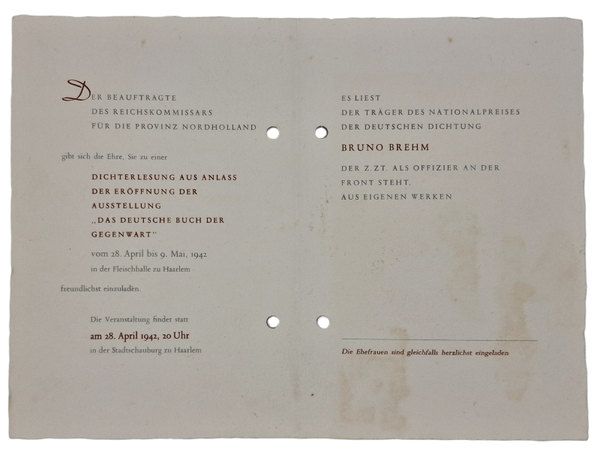 DER BEAUFTRAGTE
DES REICHSKOMMISSARS
FÜR DIE PROVINZ NORDHOLLAND
gibt sich die Ehre, Sie zu einer
DICHTERLESUNG AUS ANLASS
DER ERÖFFNUNG DER
AUSSTELLUNG
„DAS DEUTSCHE BUCH DER
GEGENWART“
vom 28. April bis 9. Mai, 1942
in der Fleischhalle zu Haarlem
freundlichst einzuladen.
Die Veranstaltung findet statt
am 28. April 1942, 20 Uhr
in der Stadtschauburg zu Haarlem
ES LIEST
DER TRÄGER DES NATIONALPREISES
DER DEUTSCHEN DICHTUNG
BRUNO BREHM
DER Z.ZT. ALS OFFIZIER AN DER
FRONT STEHT,
AUS EIGENEN WERKEN
Die Ehefrauen sind gleichfalls herzlichst eingeladen